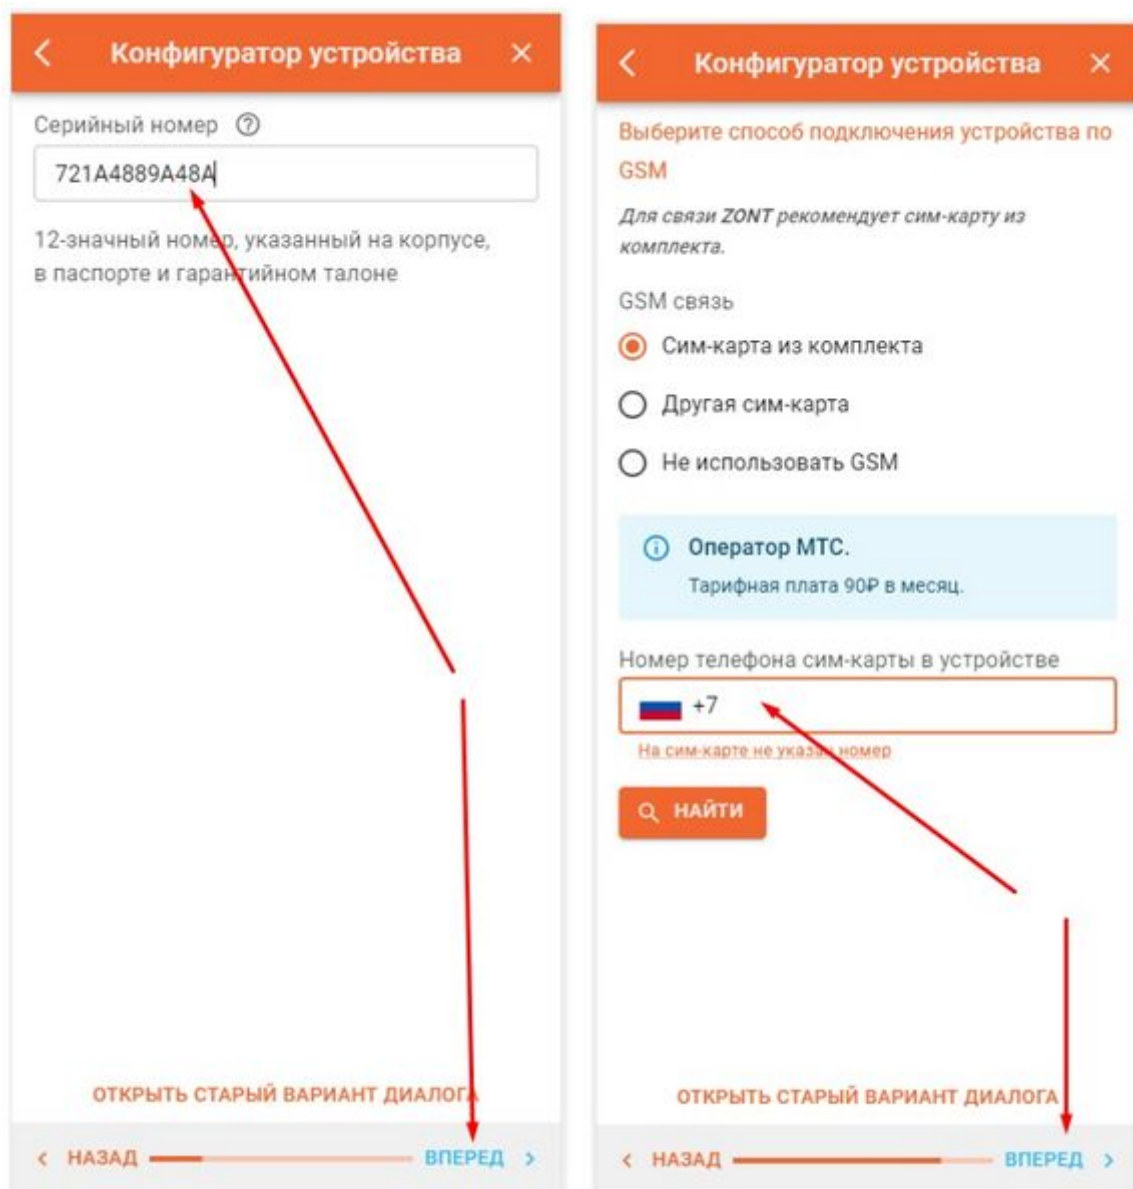 Конфигуратор устройства
Серийный номер
721A4889A48A
12-значный номер, указанный на корпусе,
в паспорте и гарантийном талоне
ОТКРЫТЬ СТАРЫЙ ВАРИАНТ ДИАЛОГА
НАЗАД
ВПЕРЕД
Конфигуратор устройства
Выберите способ подключения устройства по
GSM
Для связи ZONT рекомендует сим-карту из
комплекта.
GSM связь
Сим-карта из комплекта
Другая сим-карта
Не использовать GSM
Оператор МТС.
Тарифная плата 90₽ в месяц.
Номер телефона сим-карты в устройстве
+7
На сим-карте не указан номер
НАЙТИ
ОТКРЫТЬ СТАРЫЙ ВАРИАНТ ДИАЛОГА
НАЗАД
ВПЕРЕД